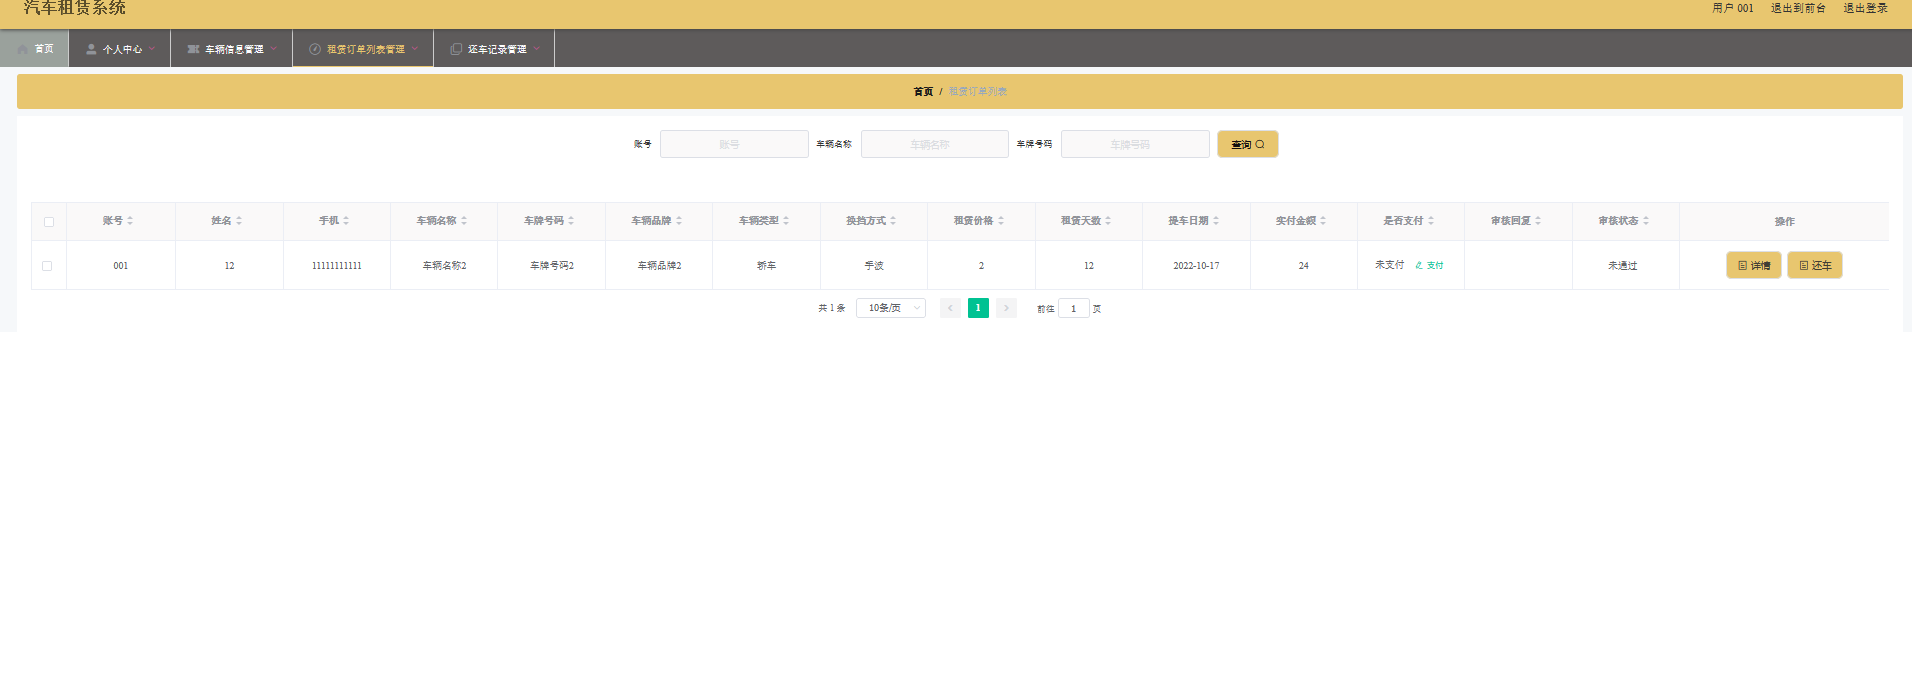 汽车租赁系统
用户 001 退出到前台 退出登录
首页 个人中心 车辆信息管理 租赁订单列表管理 还车记录管理
首页 / 租赁订单列表
账号 账号 车辆名称 车辆名称 车牌号码 车牌号码 查询
账号 姓名 手机 车辆名称 车牌号码 车辆品牌 车辆类型 换挡方式 租赁价格 租赁天数 提车日期 实付金额 是否支付 审核回复 审核状态 操作
001 12 11111111111 车辆名称2 车牌号码2 车辆品牌2 轿车 手波 2 12 2022-10-17 24 未支付 支付 未通过 详情 还车
共 1 条 10条/页 1 前往 1 页